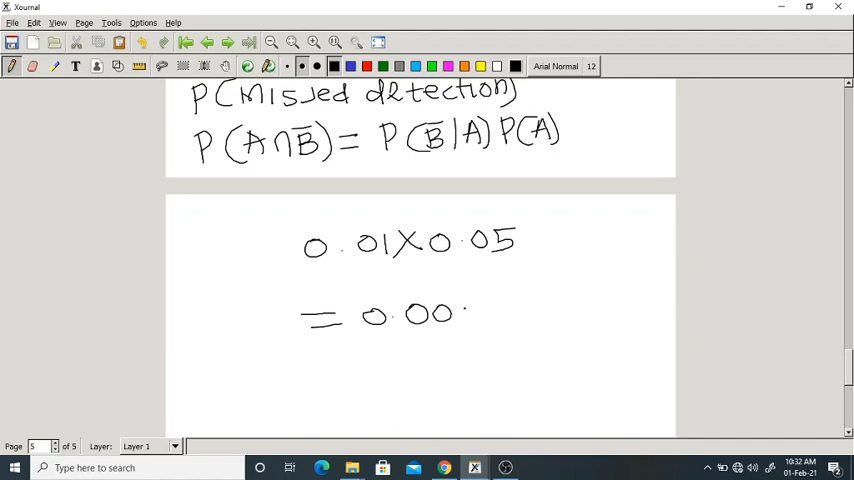 Xournal
File Edit View Page Tools Options Help
T Arial Normal 12
P(Missed detection)
P(A∩B̅) = P(B̅|A)P(A)
0.01×0.05
= 0.00
Page 5 of 5 Layer: Layer 1
Type here to search
10:32 AM
01-Feb-21
2